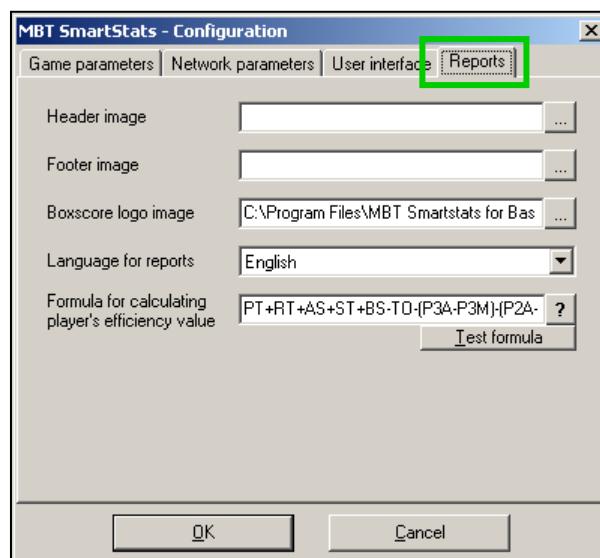 MBT SmartStats - Configuration
Game parameters Network parameters User interface Reports
Header image ...
Footer image ...
Boxscore logo image C:\Program Files\MBT Smartstats for Bas ...
Language for reports English
Formula for calculating
player's efficiency value PT+RT+AS+ST+BS-TO-(P3A-P3M)-(P2A- ?
Test formula
OK Cancel